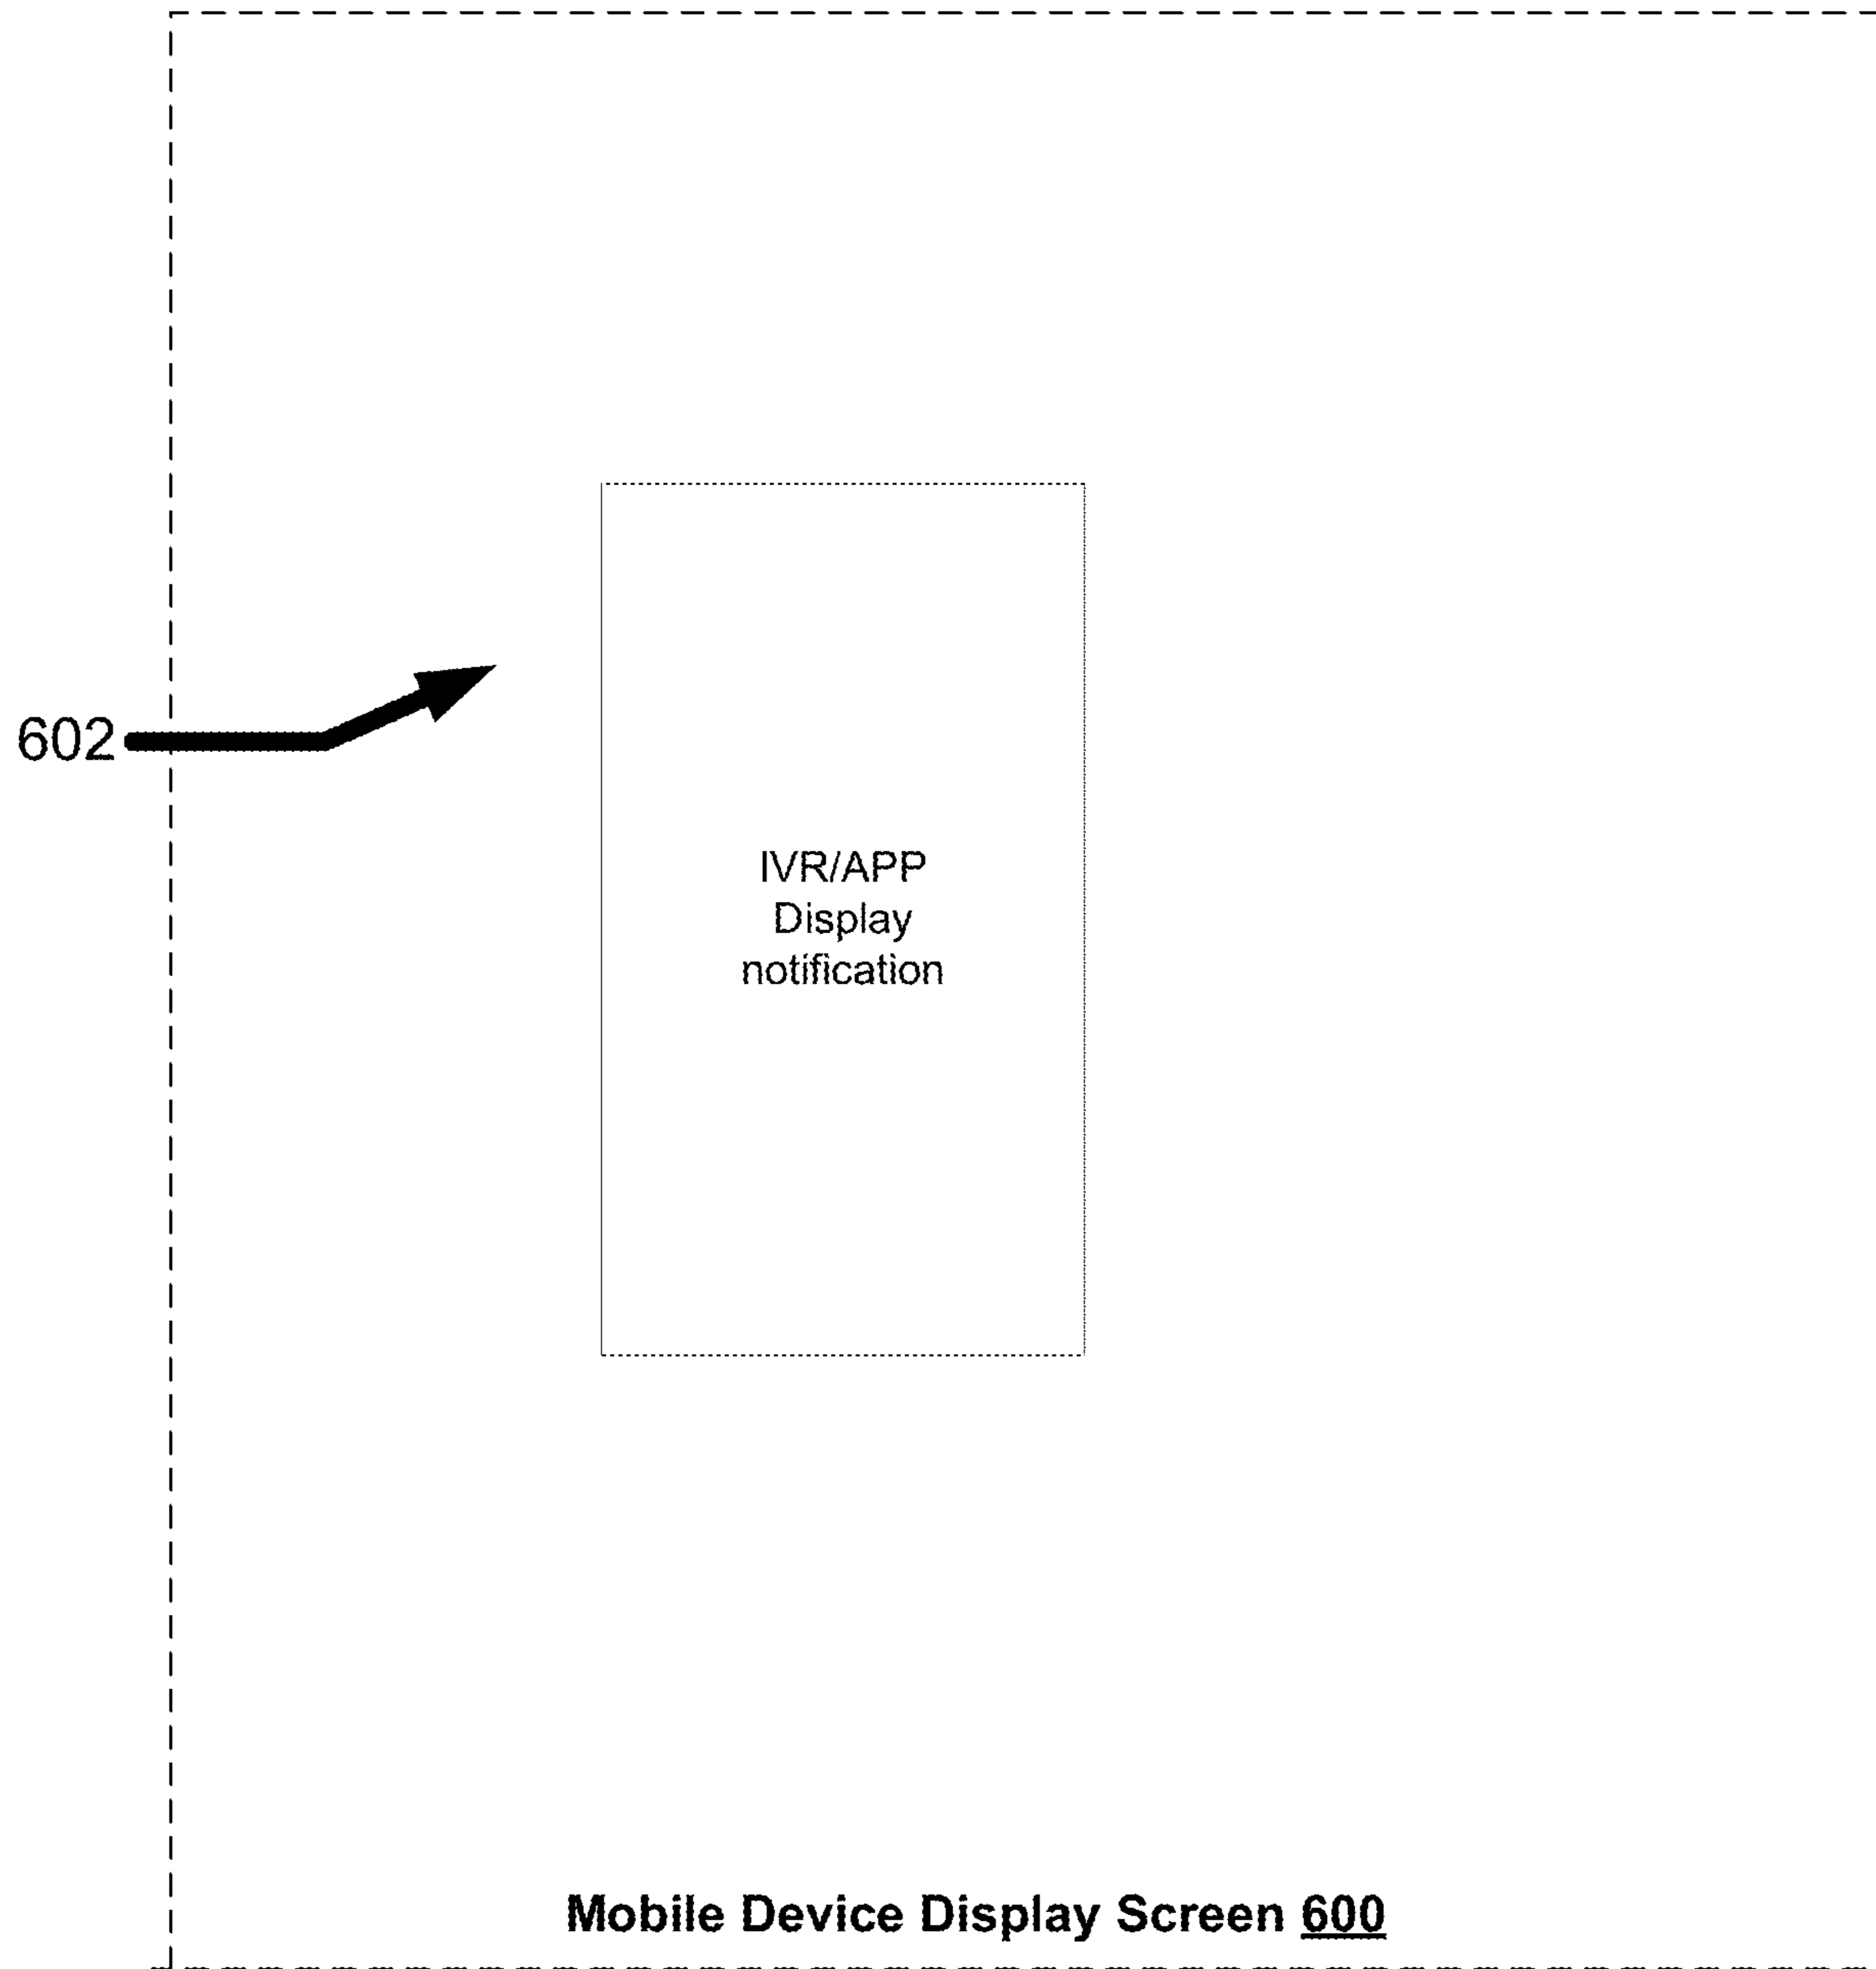 602
IVR/APP
Display
notification
Mobile Device Display Screen 600